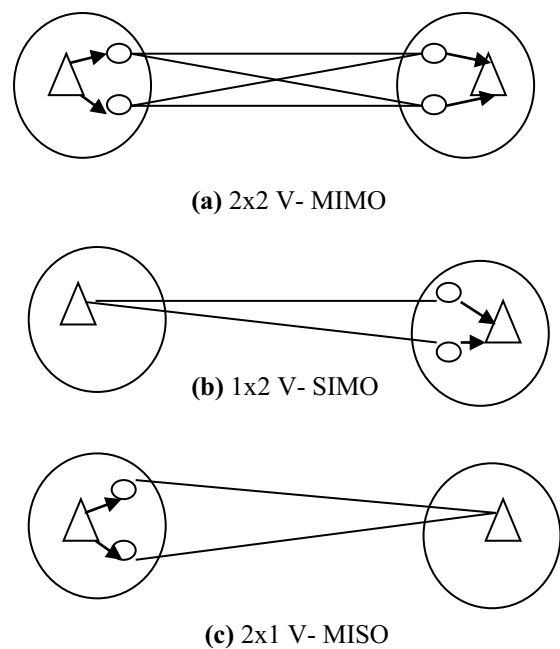 (a) 2x2 V- MIMO
(b) 1x2 V- SIMO
(c) 2x1 V- MISO